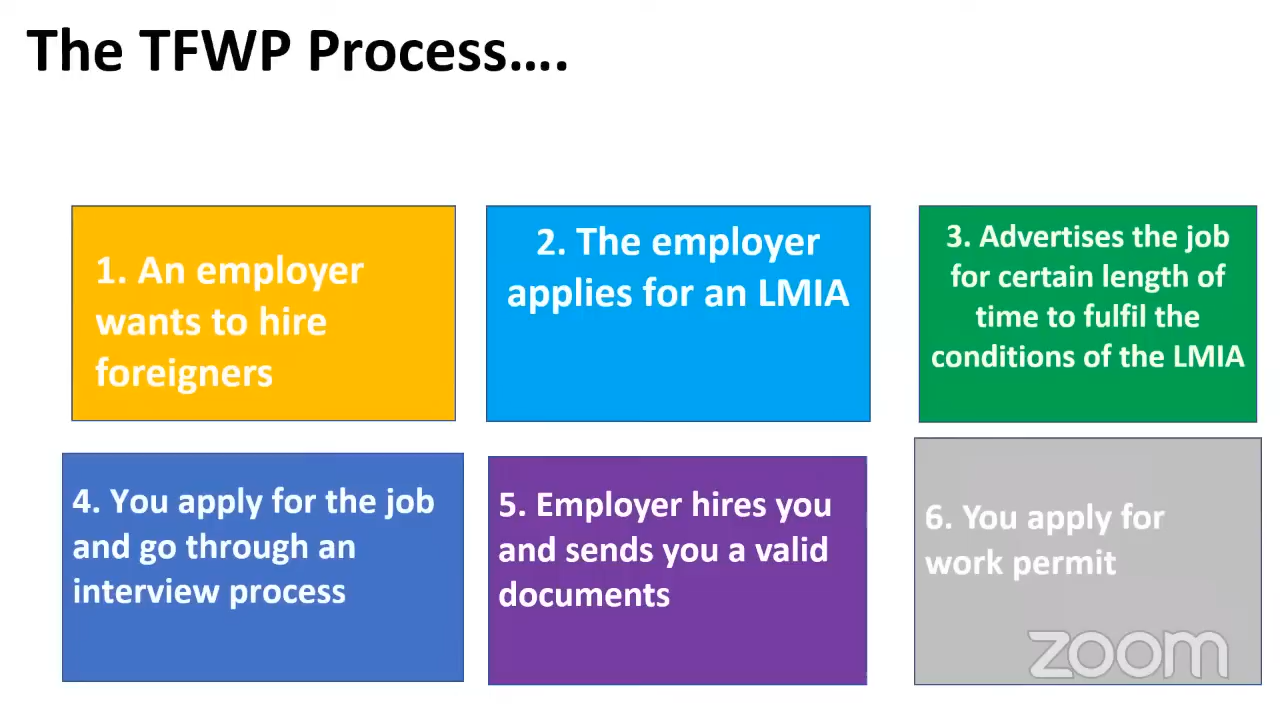 The TFWP Process....
1. An employer
wants to hire
foreigners
2. The employer
applies for an LMIA
3. Advertises the job
for certain length of
time to fulfil the
conditions of the LMIA
4. You apply for the job
and go through an
interview process
5. Employer hires you
and sends you a valid
documents
6. You apply for
work permit
zoom